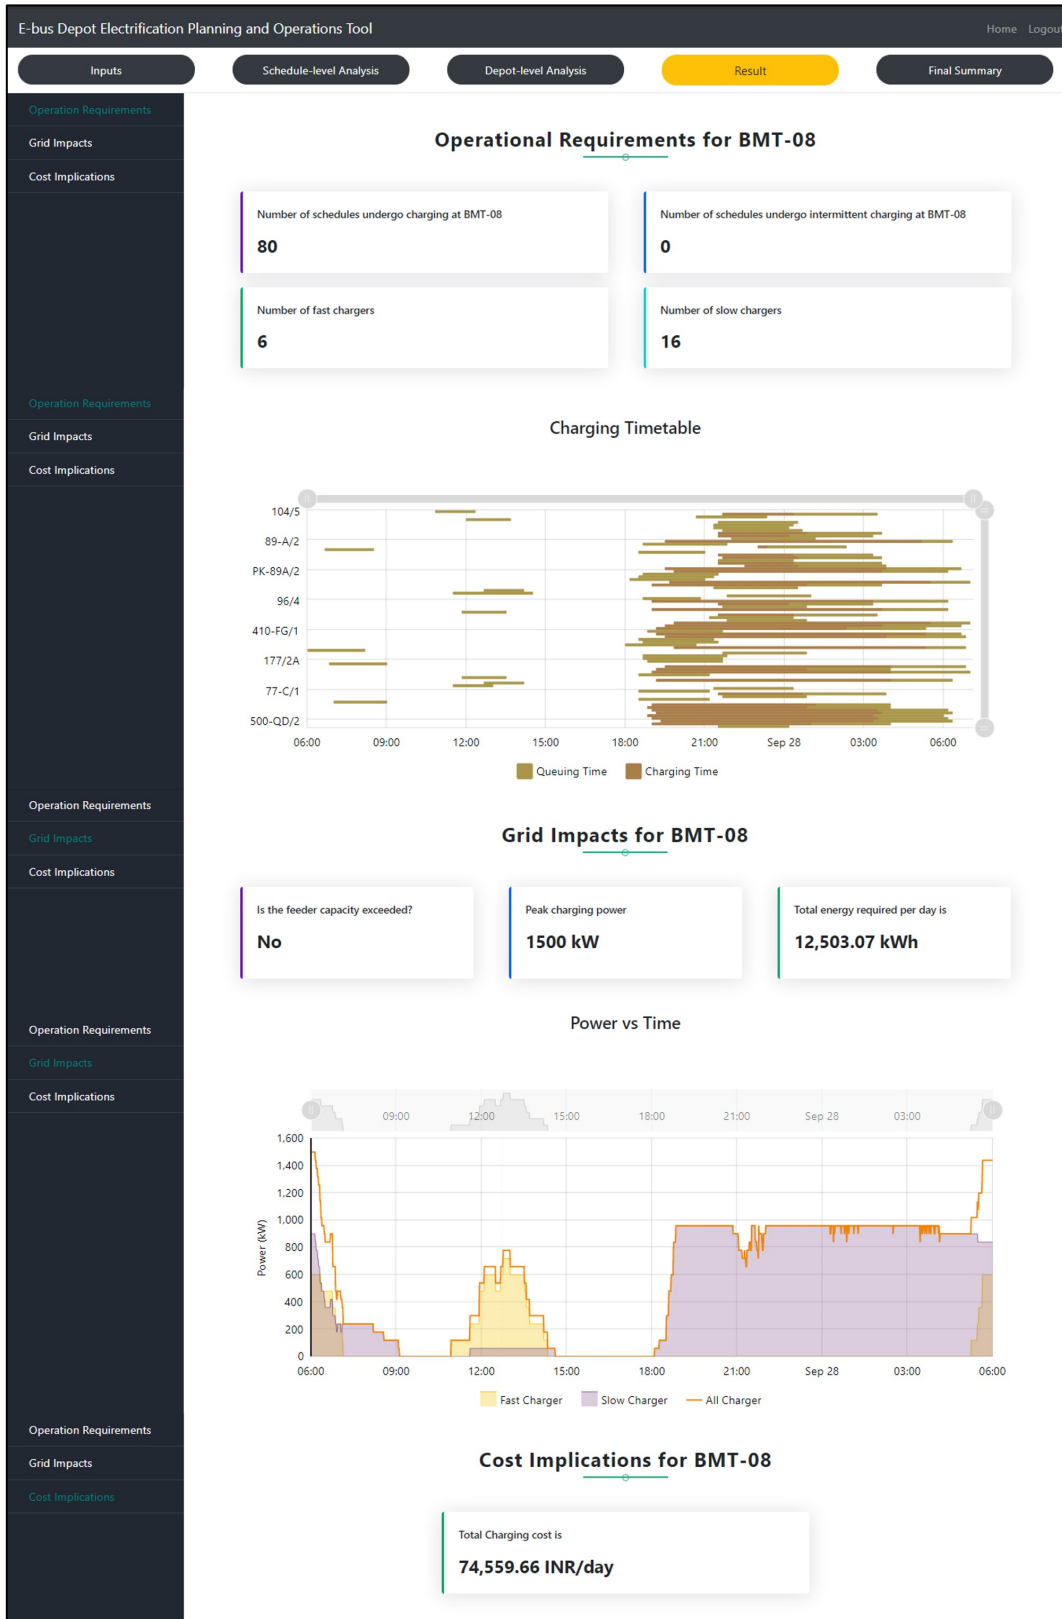 E-bus Depot Electrification Planning and Operations Tool
Home Logout
Inputs Schedule-level Analysis Depot-level Analysis Result Final Summary
Operation Requirements
Grid Impacts
Cost Implications
Operational Requirements for BMT-08
Number of schedules undergo charging at BMT-08
80
Number of schedules undergo intermittent charging at BMT-08
0
Number of fast chargers
6
Number of slow chargers
16
Operation Requirements
Grid Impacts
Cost Implications
Charging Timetable
104/5
89-A/2
PK-89A/2
96/4
410-FG/1
177/2A
77-C/1
500-QD/2
06:00 09:00 12:00 15:00 18:00 21:00 Sep 28 03:00 06:00
Queuing Time Charging Time
Operation Requirements
Grid Impacts
Cost Implications
Grid Impacts for BMT-08
Is the feeder capacity exceeded?
No
Peak charging power
1500 kW
Total energy required per day is
12,503.07 kWh
Operation Requirements
Grid Impacts
Cost Implications
Power vs Time
09:00 12:00 15:00 18:00 21:00 Sep 28 03:00
Power (kW)
1,600
1,400
1,200
1,000
800
600
400
200
0
06:00 09:00 12:00 15:00 18:00 21:00 Sep 28 03:00 06:00
Fast Charger Slow Charger All Charger
Operation Requirements
Grid Impacts
Cost Implications
Cost Implications for BMT-08
Total Charging cost is
74,559.66 INR/day